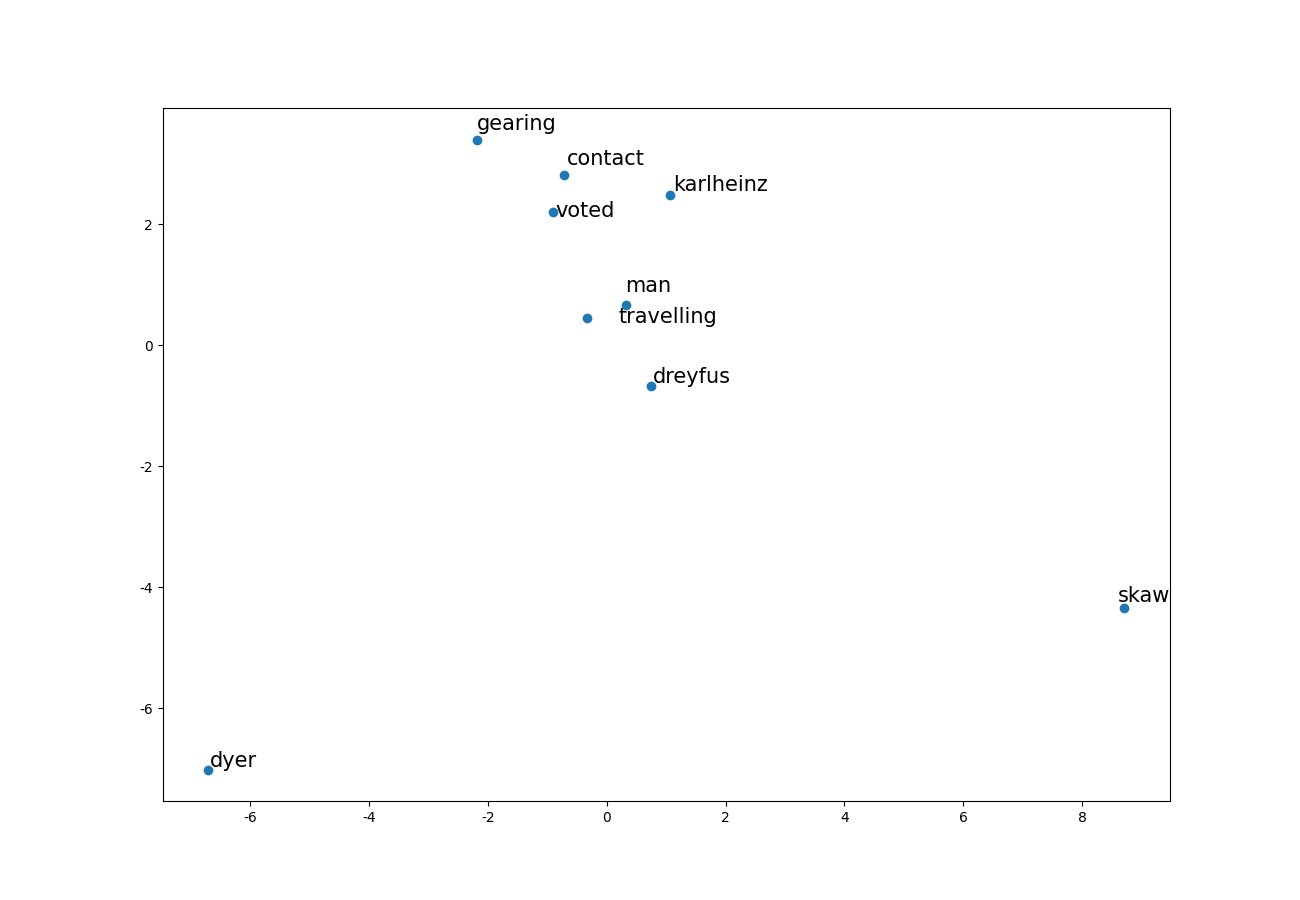 gearing
contact
karlheinz
voted
man
travelling
dreyfus
skaw
dyer
2
0
-2
-4
-6
-6 -4 -2 0 2 4 6 8